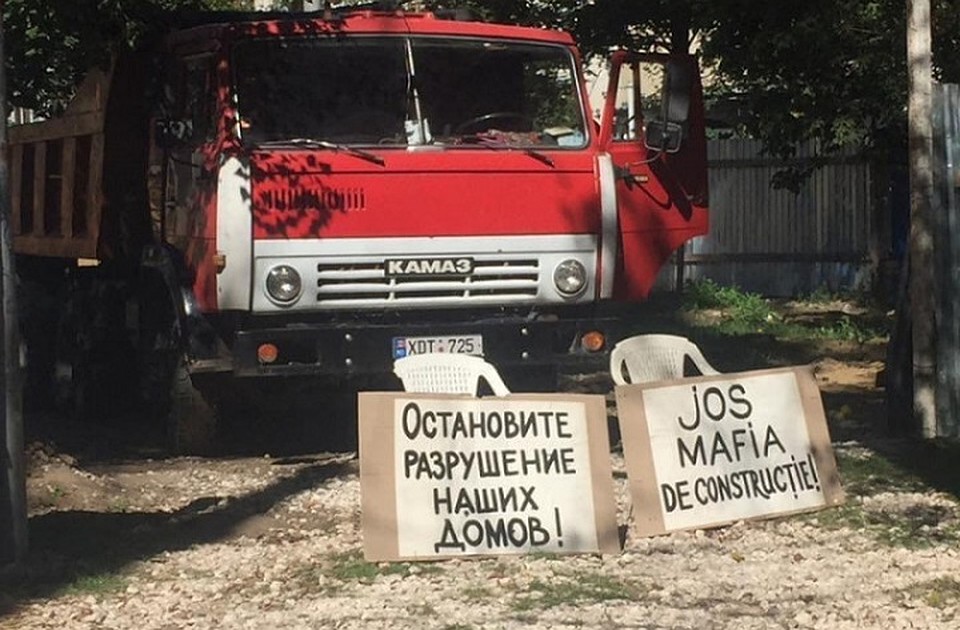 КАМАЗ
XDT 725
ОСТАНОВИТЕ
РАЗРУШЕНИЕ
НАШИХ
ДОМОВ!
JOS
MAFiA
DE CONSTRUCȚiE!